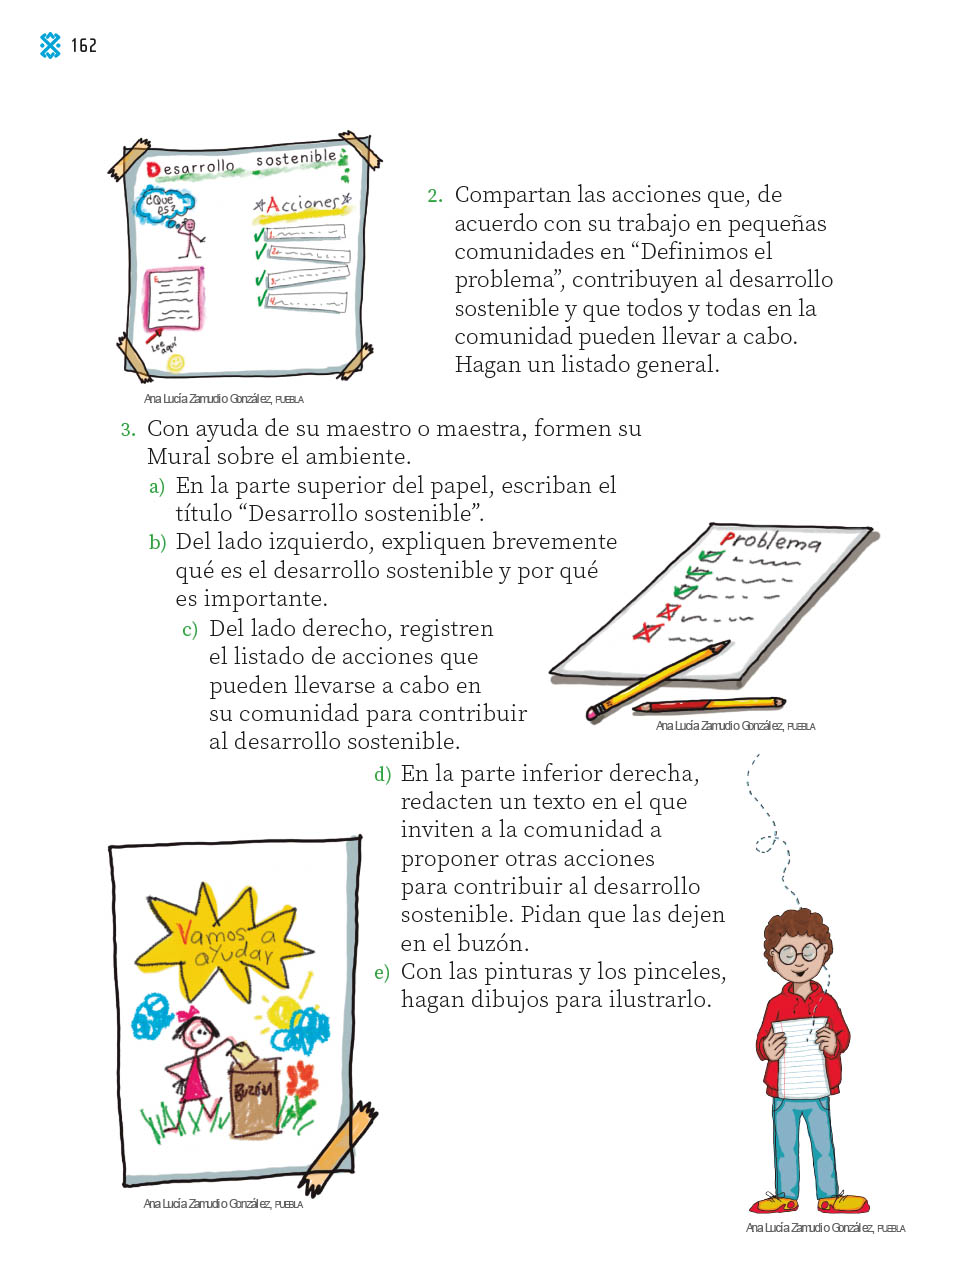 162
Desarrollo sostenible
¿Qué es?
*Acciones*
1.
2.
3.
4.
Lee aquí
Ana Lucía Zamudio González, PUEBLA
2. Compartan las acciones que, de
acuerdo con su trabajo en pequeñas
comunidades en “Definimos el
problema”, contribuyen al desarrollo
sostenible y que todos y todas en la
comunidad pueden llevar a cabo.
Hagan un listado general.
3. Con ayuda de su maestro o maestra, formen su
Mural sobre el ambiente.
a) En la parte superior del papel, escriban el
título “Desarrollo sostenible”.
b) Del lado izquierdo, expliquen brevemente
qué es el desarrollo sostenible y por qué
es importante.
c) Del lado derecho, registren
el listado de acciones que
pueden llevarse a cabo en
su comunidad para contribuir
al desarrollo sostenible.
Problema
Ana Lucía Zamudio González, PUEBLA
d) En la parte inferior derecha,
redacten un texto en el que
inviten a la comunidad a
proponer otras acciones
para contribuir al desarrollo
sostenible. Pidan que las dejen
en el buzón.
e) Con las pinturas y los pinceles,
hagan dibujos para ilustrarlo.
Vamos a
ayudar
Buzón
Ana Lucía Zamudio González, PUEBLA
Ana Lucía Zamudio González, PUEBLA